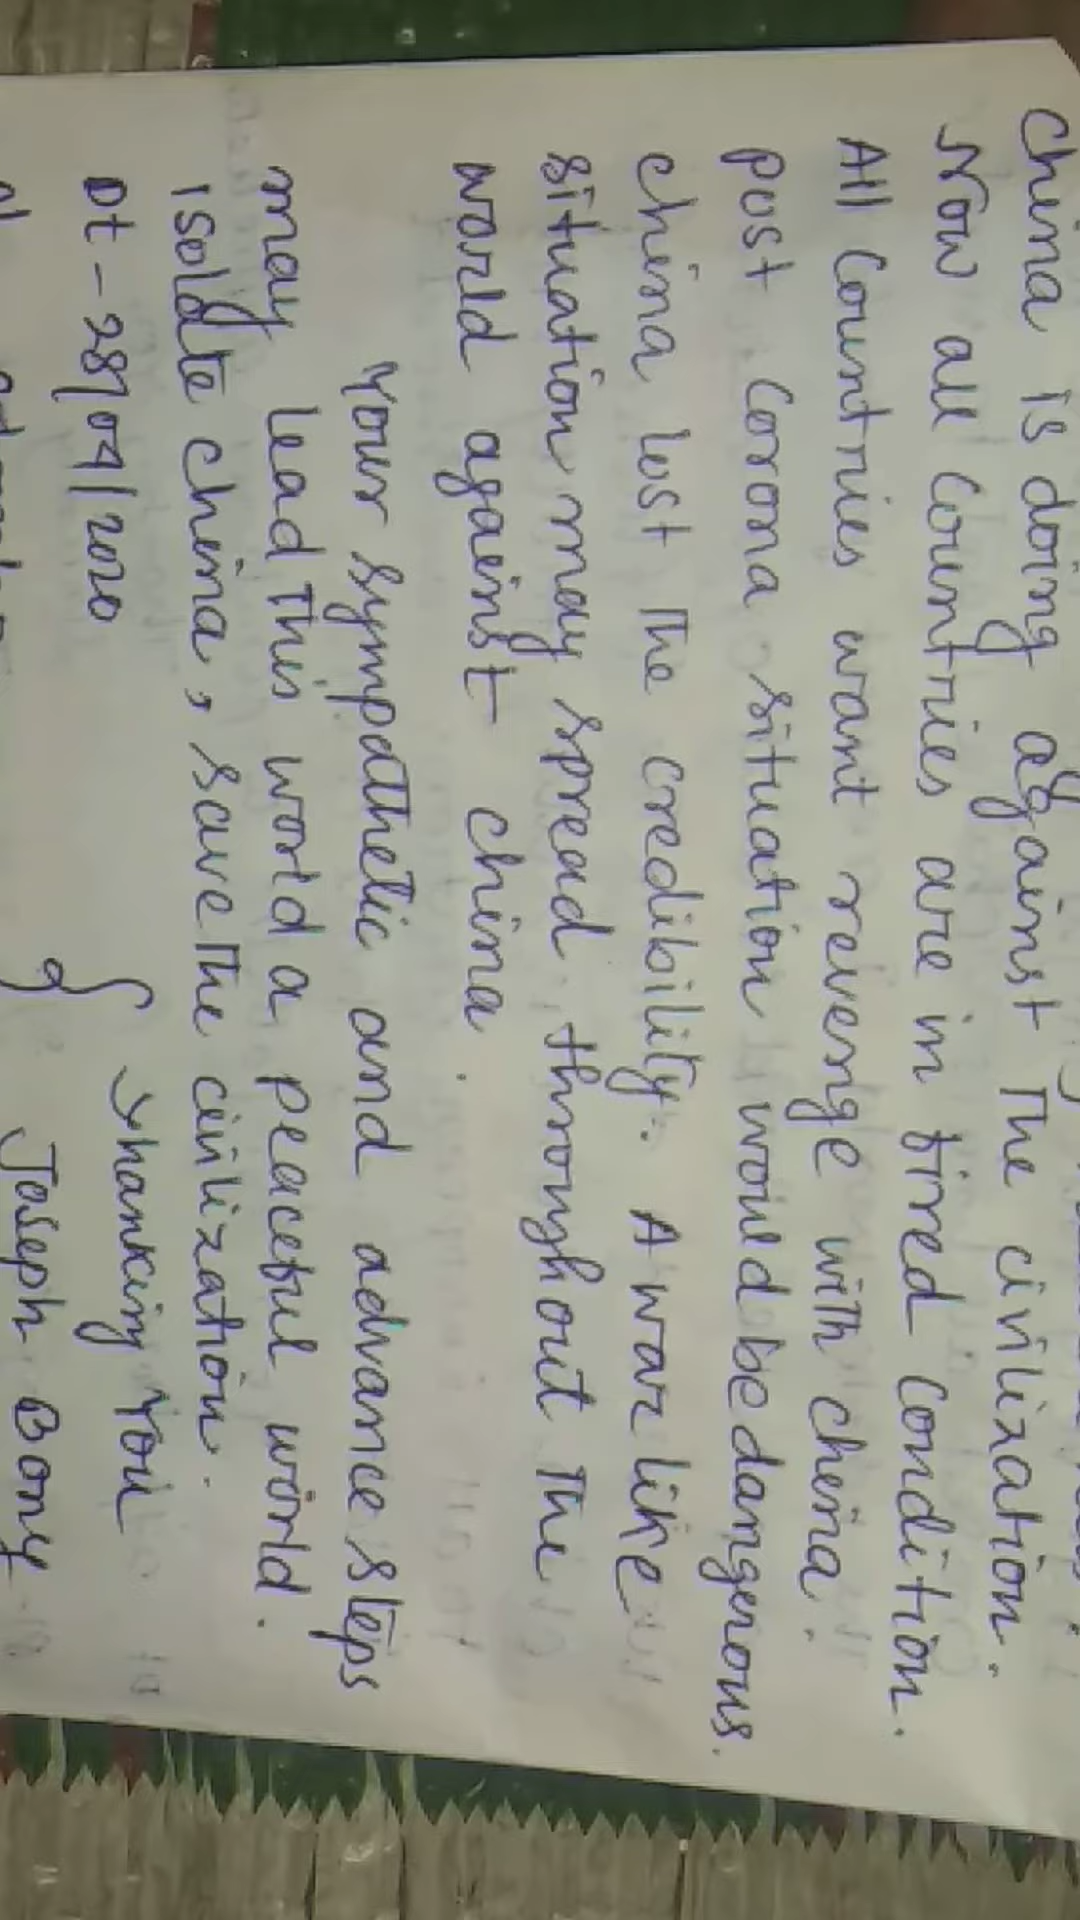 China is doing against The civilization.
Now all Countries are in fired condition.
All Countries want revenge with china.
post Corona situation would be dangerous.
china lost The credibility. A war like
situation may spread throughout The
world against china.
Your sympathetic and advance steps
may lead This world a peaceful world.
Isolate china, save The civilization.
Dt - 28/04/2020
Thanking You
Joseph Bony